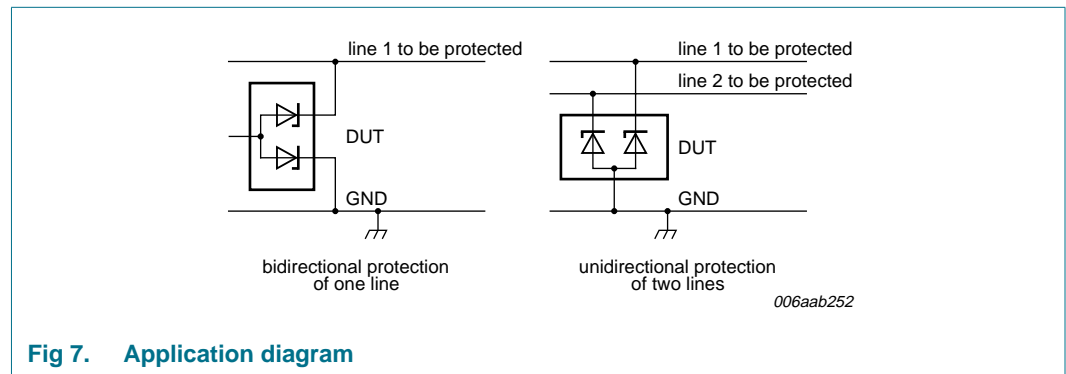 line 1 to be protected
DUT
GND
bidirectional protection
of one line
line 1 to be protected
line 2 to be protected
DUT
GND
unidirectional protection
of two lines
006aab252
Fig 7. Application diagram